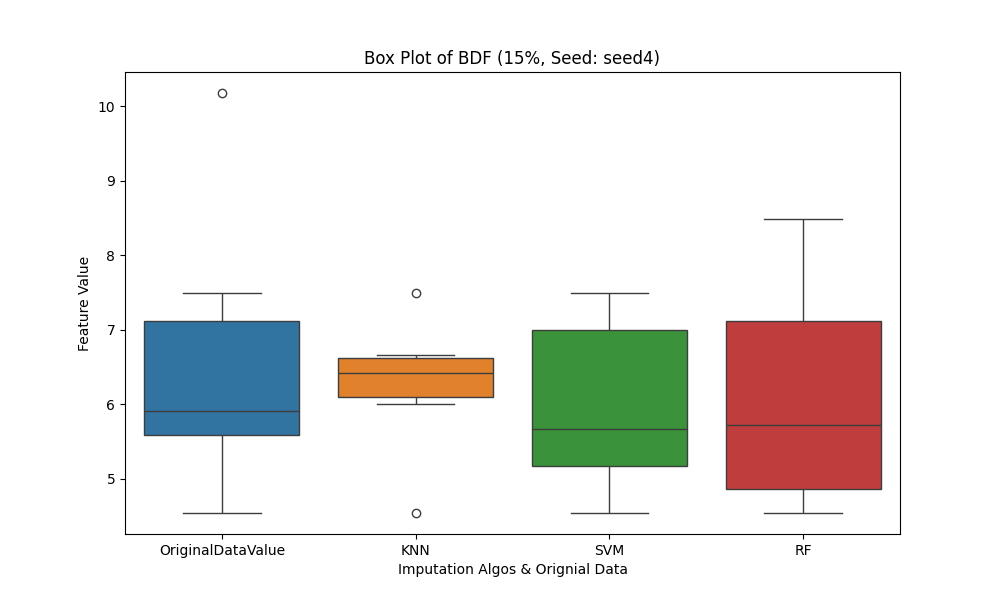 Box Plot of BDF (15%, Seed: seed4)
Feature Value
10
9
8
7
6
5
OriginalDataValue
KNN
SVM
RF
Imputation Algos & Orignial Data